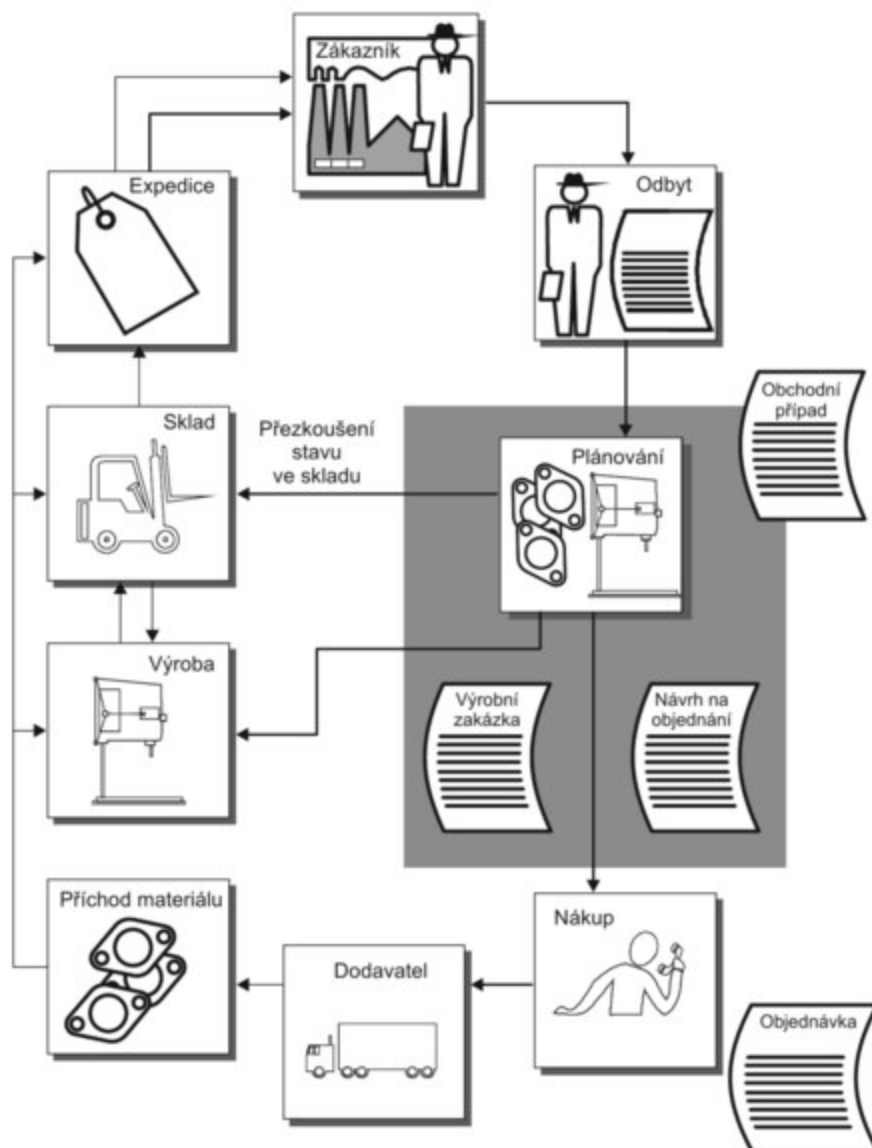 Zákazník
Expedice
Odbyt
Obchodní
případ
Sklad
Přezkoušení
stavu
ve skladu
Plánování
Výroba
Výrobní
zakázka
Návrh na
objednání
Příchod materiálu
Nákup
Dodavatel
Objednávka